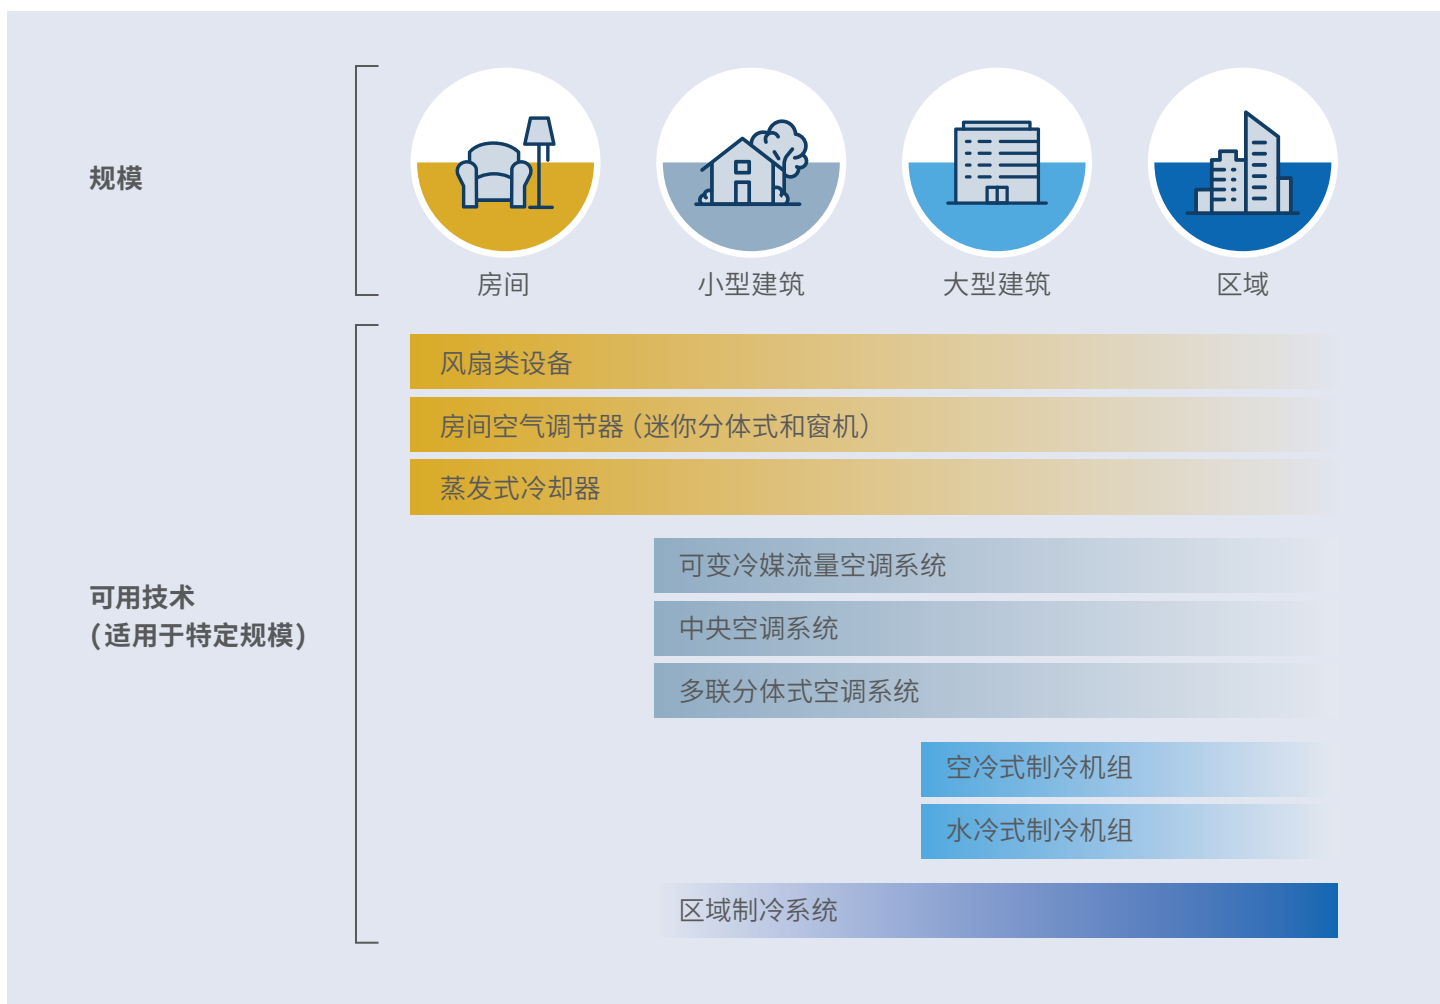 规模
房间
小型建筑
大型建筑
区域
风扇类设备
房间空气调节器（迷你分体式和窗机）
蒸发式冷却器
可变冷媒流量空调系统
中央空调系统
多联分体式空调系统
空冷式制冷机组
水冷式制冷机组
区域制冷系统
可用技术
（适用于特定规模）